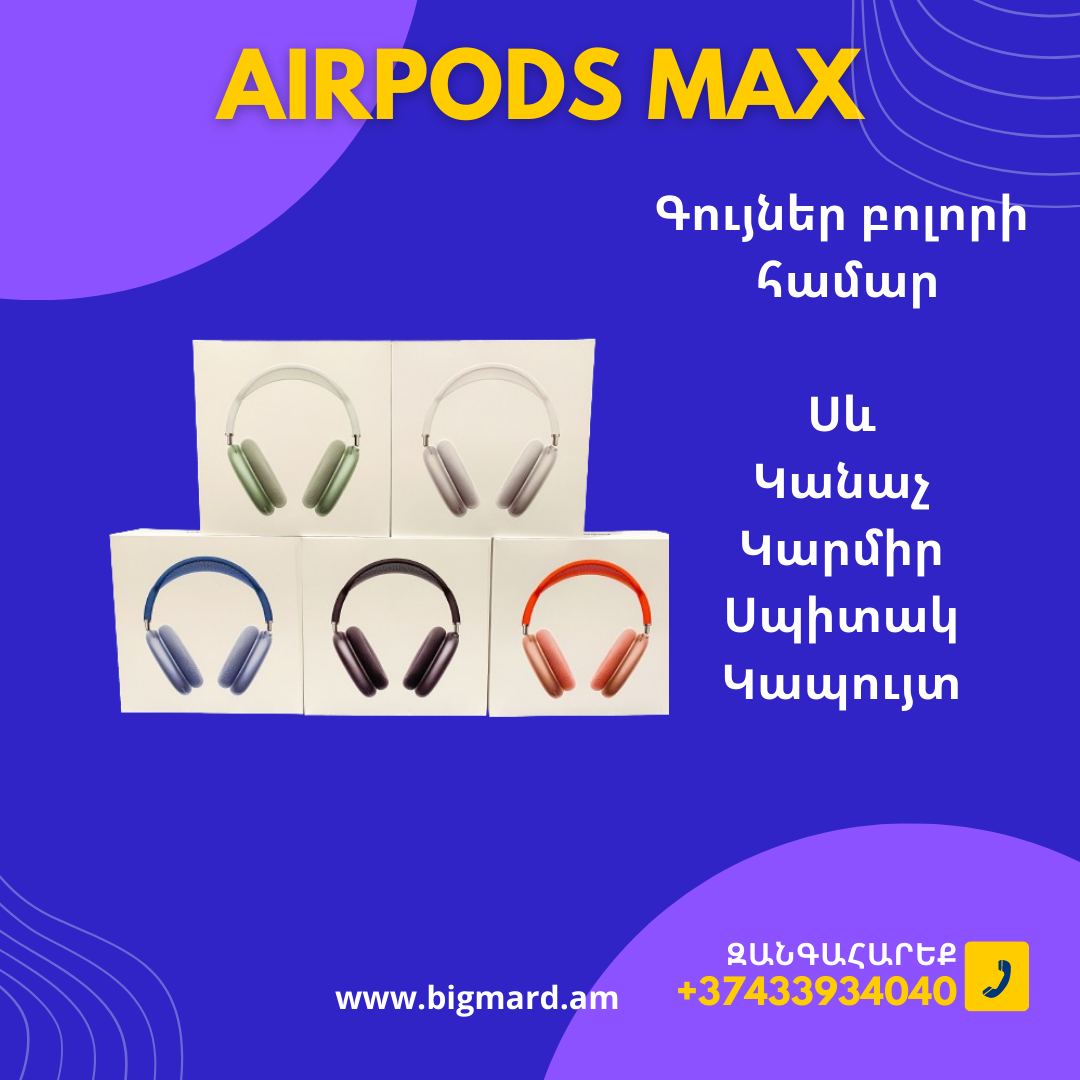 AIRPODS MAX
Գույներ բոլորի
համար
Սև
Կանաչ
Կարմիր
Սպիտակ
Կապույտ
ԶԱՆԳԱՀԱՐԵՔ
+37433934040
www.bigmard.am